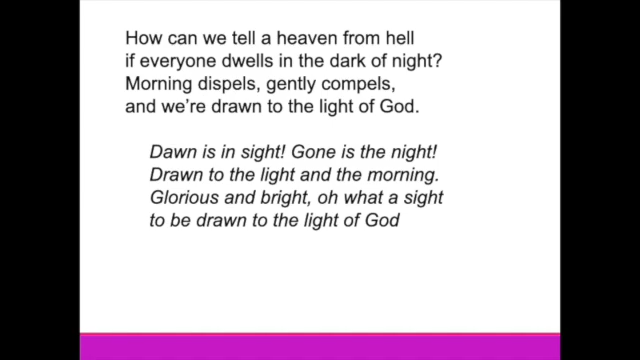 How can we tell a heaven from hell
if everyone dwells in the dark of night?
Morning dispels, gently compels,
and we're drawn to the light of God.
Dawn is in sight! Gone is the night!
Drawn to the light and the morning.
Glorious and bright, oh what a sight
to be drawn to the light of God